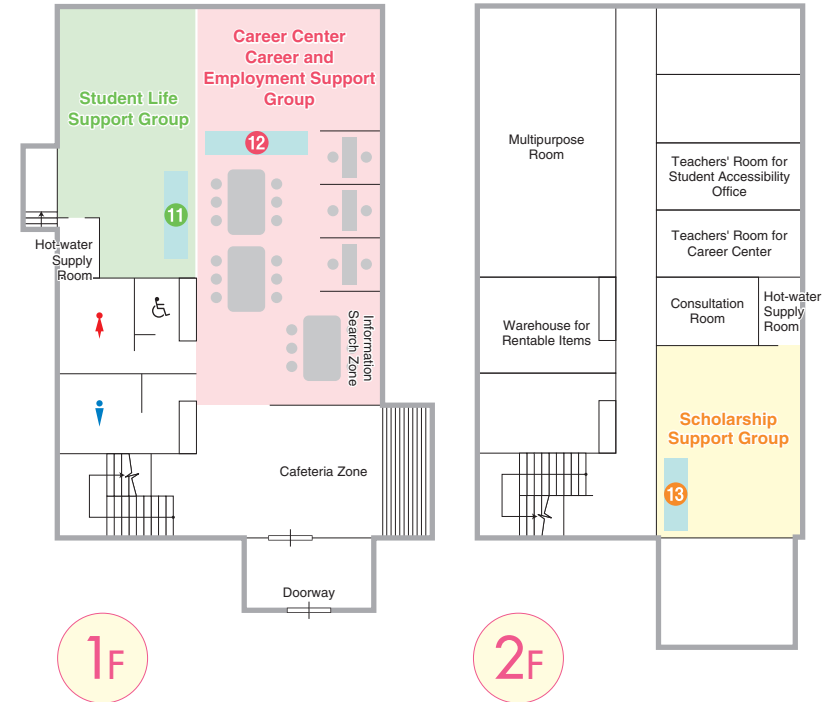 Career Center
Career and
Employment Support
Group
Student Life
Support Group
12
11
Hot-water
Supply
Room
Information
Search Zone
Cafeteria Zone
Doorway
1F
Multipurpose
Room
Teachers' Room for
Student Accessibility
Office
Teachers' Room for
Career Center
Consultation
Room
Hot-water
Supply
Room
Warehouse for
Rentable Items
Scholarship
Support Group
13
2F